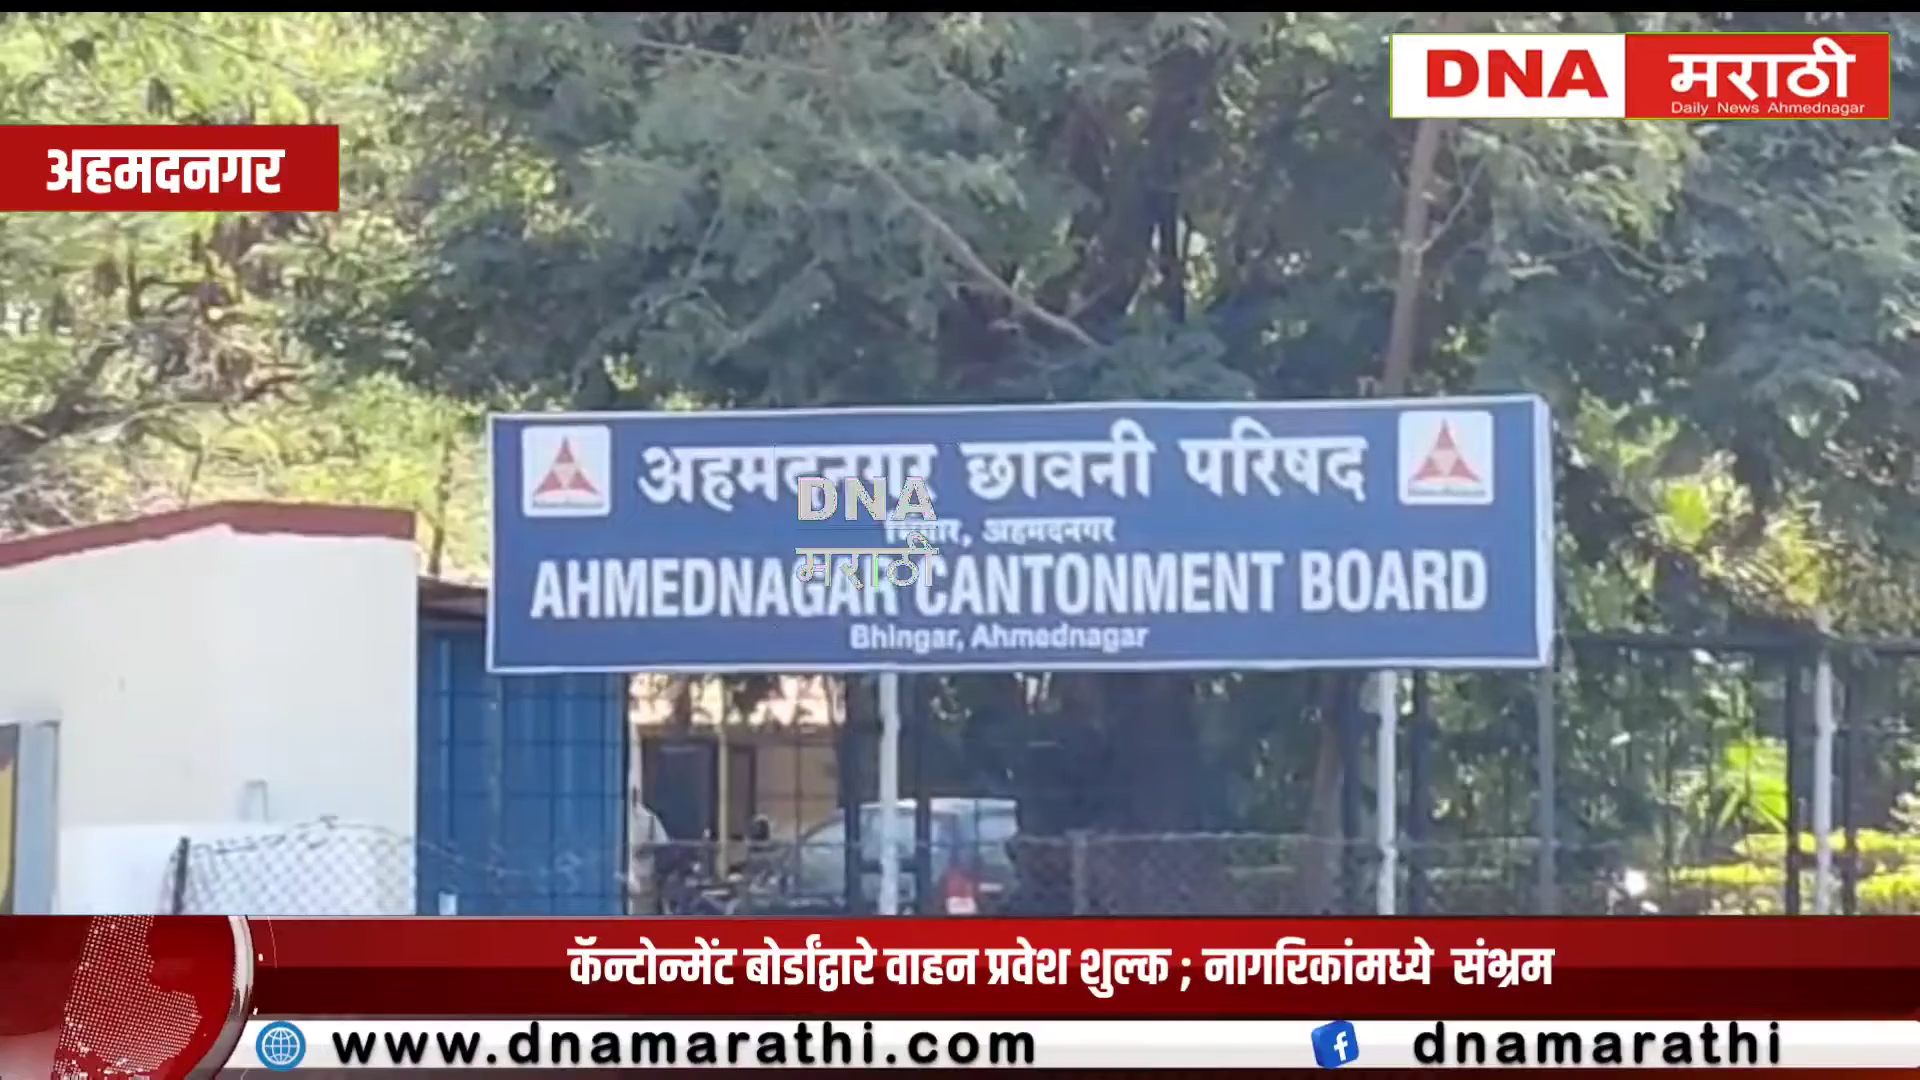 DNA मराठी
Daily News Ahmednagar
अहमदनगर
अहमदनगर छावनी परिषद
DNA
अहमदनगर
मराठी
AHMEDNAGAR CANTONMENT BOARD
Bhingar, Ahmednagar
कॅन्टोन्मेंट बोर्डाद्वारे वाहन प्रवेश शुल्क ; नागरिकांमध्ये संभ्रम
www.dnamarathi.com
dnamarathi